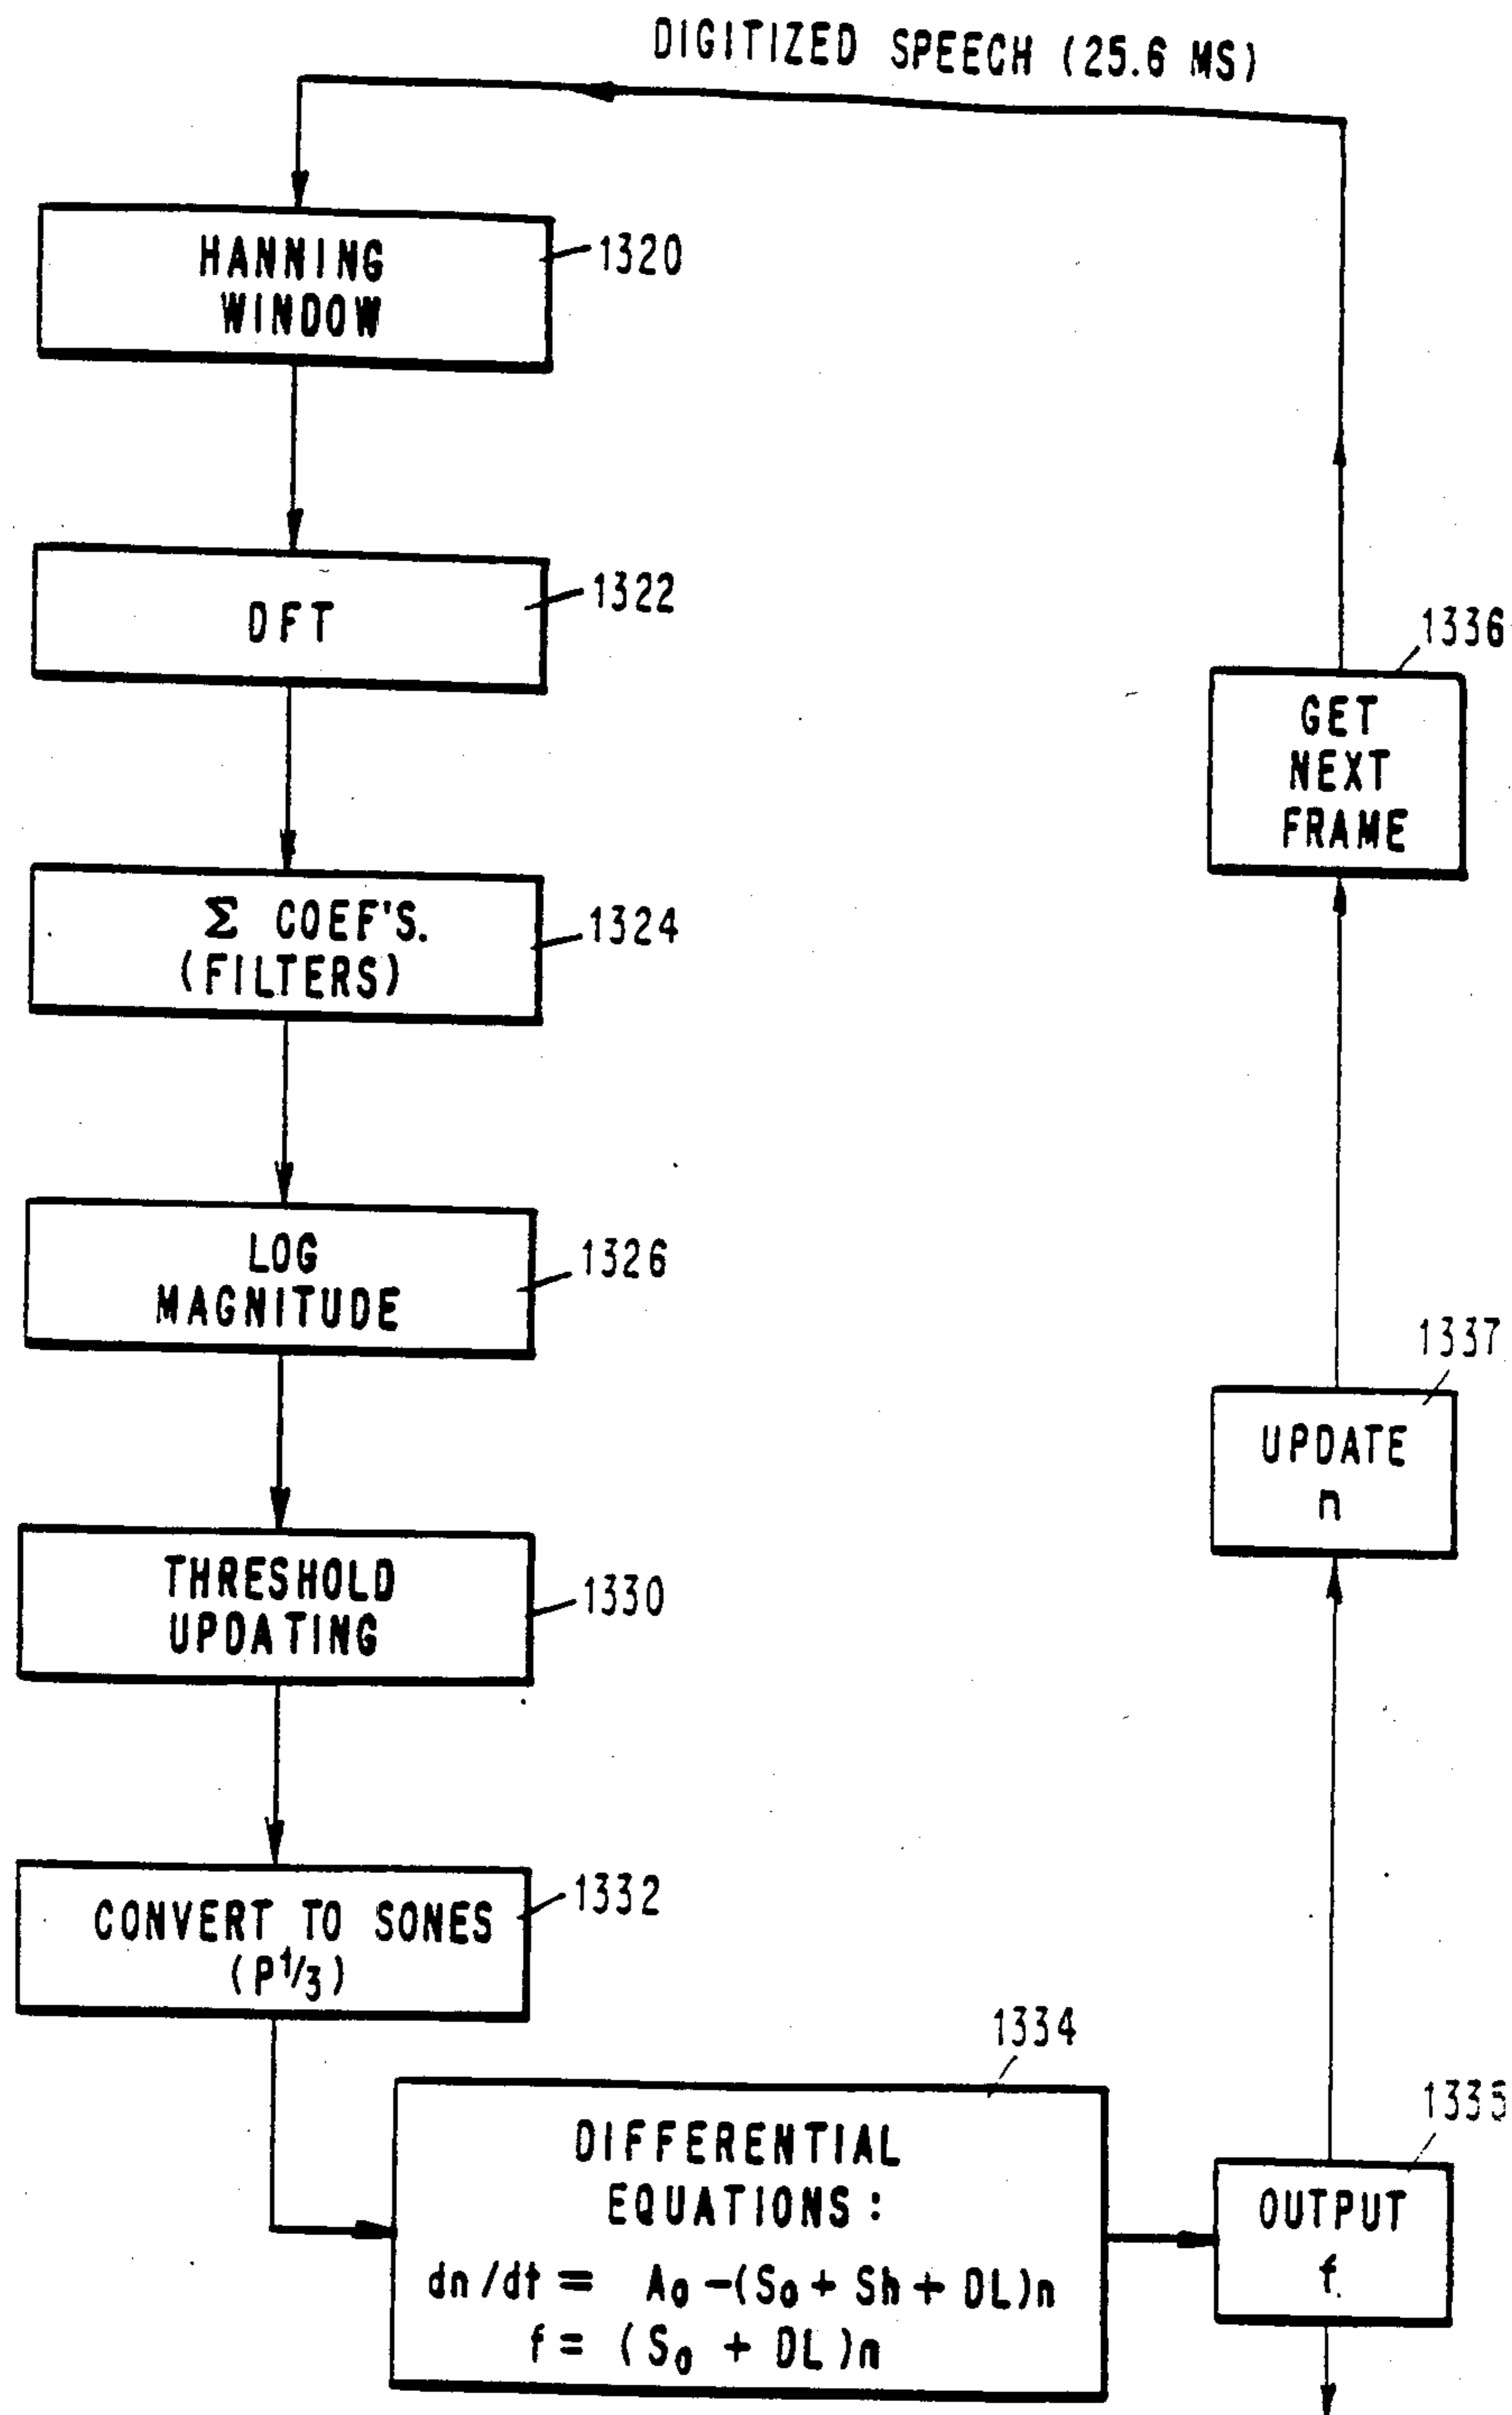 DIGITIZED SPEECH (25.6 MS)
HANNING
WINDOW
1320
DFT
1322
Σ COEF'S.
(FILTERS)
1324
LOG
MAGNITUDE
1326
THRESHOLD
UPDATING
1330
CONVERT TO SONES
(P1/3)
1332
DIFFERENTIAL
EQUATIONS:
dn/dt = A0 -(S0 + Sh + DL)n
f = (S0 + DL)n
1334
OUTPUT
f
1335
UPDATE
n
1337
GET
NEXT
FRAME
1336